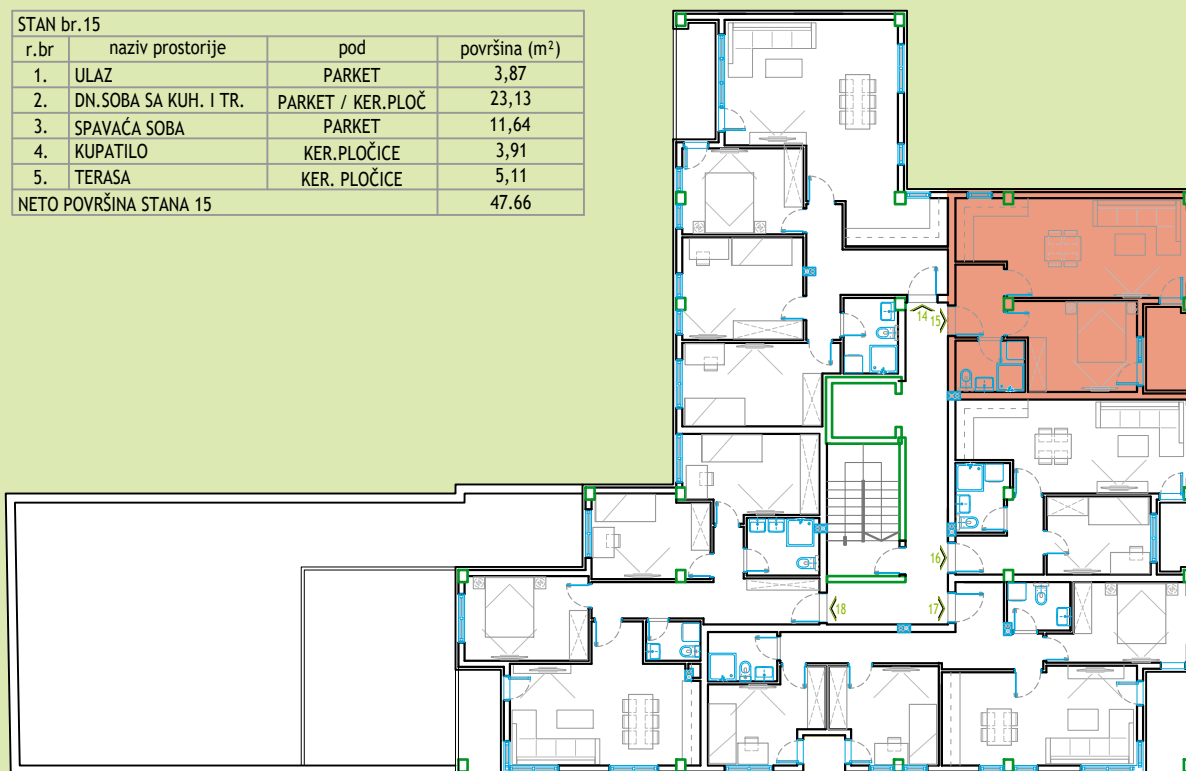 STAN br.15
r.br naziv prostorije pod površina (m²)
1. ULAZ PARKET 3,87
2. DN.SOBA SA KUH. I TR. PARKET / KER.PLOČ 23,13
3. SPAVAĆA SOBA PARKET 11,64
4. KUPATILO KER.PLOČICE 3,91
5. TERASA KER. PLOČICE 5,11
NETO POVRŠINA STANA 15 47.66
14 15
16
18 17